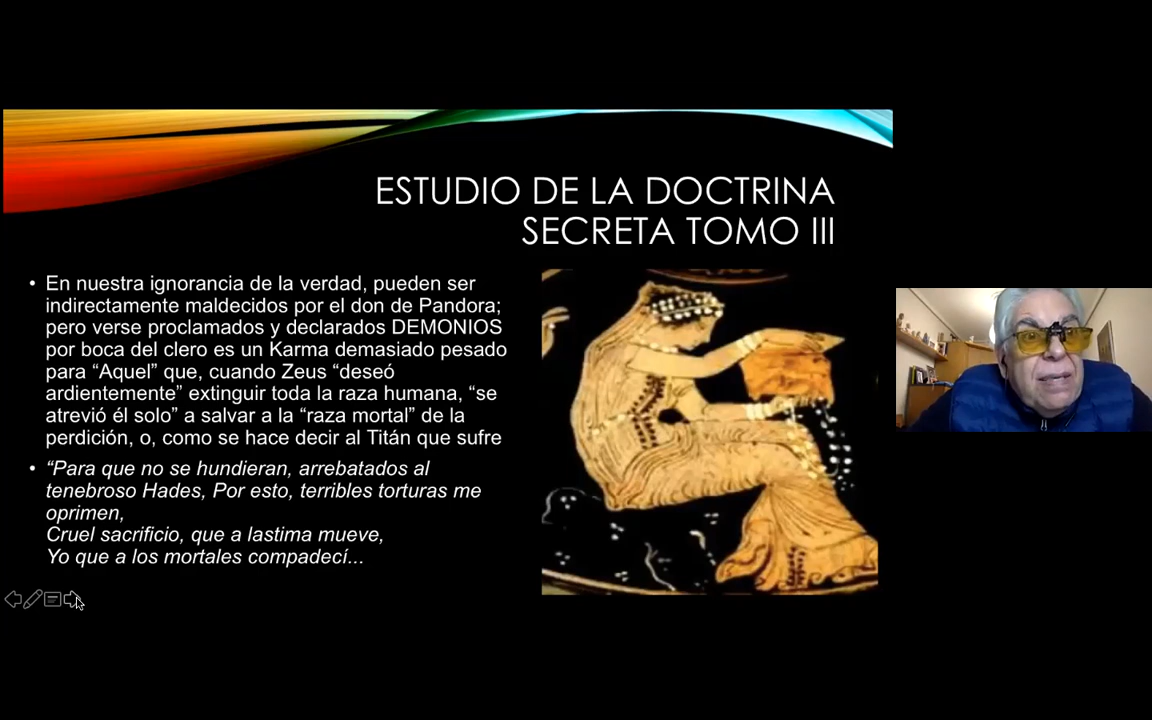 ESTUDIO DE LA DOCTRINA
SECRETA TOMO III
• En nuestra ignorancia de la verdad, pueden ser
indirectamente maldecidos por el don de Pandora;
pero verse proclamados y declarados DEMONIOS
por boca del clero es un Karma demasiado pesado
para “Aquel” que, cuando Zeus “deseó
ardientemente” extinguir toda la raza humana, “se
atrevió él solo” a salvar a la “raza mortal” de la
perdición, o, como se hace decir al Titán que sufre
• “Para que no se hundieran, arrebatados al
tenebroso Hades, Por esto, terribles torturas me
oprimen,
Cruel sacrificio, que a lastima mueve,
Yo que a los mortales compadecí...